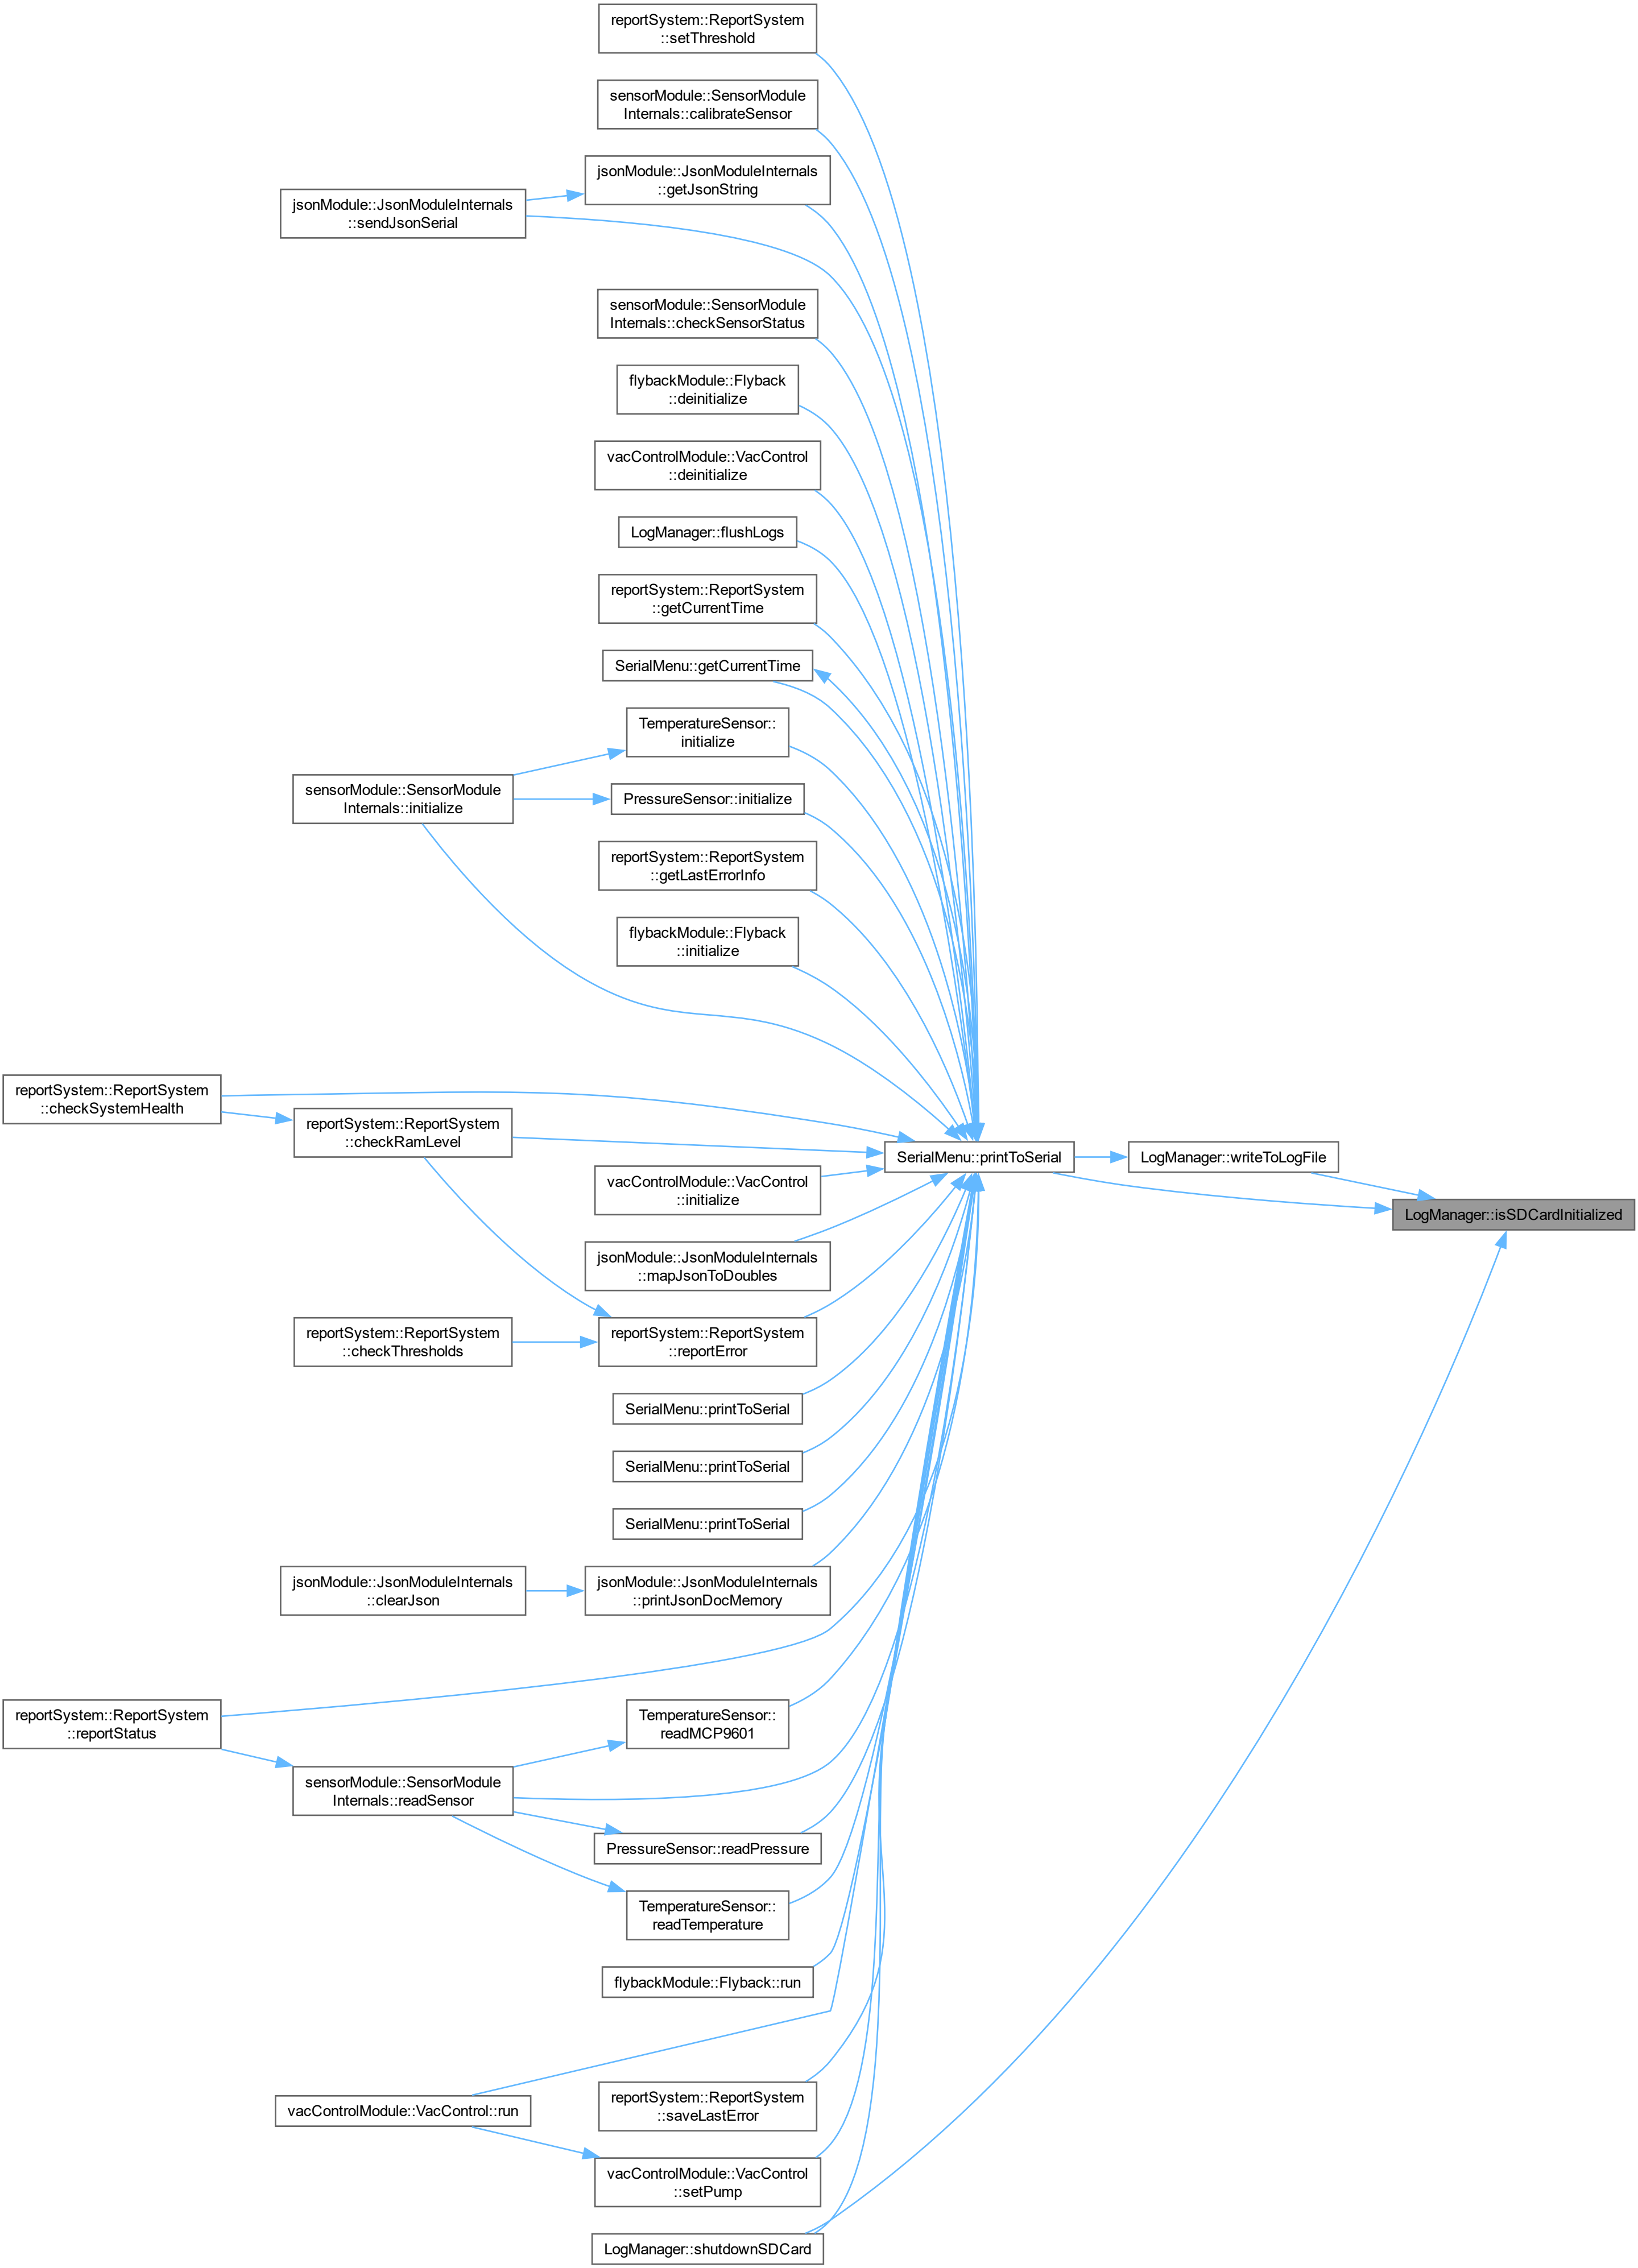 reportSystem::ReportSystem
::setThreshold
sensorModule::SensorModule
Internals::calibrateSensor
jsonModule::JsonModuleInternals
::getJsonString
jsonModule::JsonModuleInternals
::sendJsonSerial
sensorModule::SensorModule
Internals::checkSensorStatus
flybackModule::Flyback
::deinitialize
vacControlModule::VacControl
::deinitialize
LogManager::flushLogs
reportSystem::ReportSystem
::getCurrentTime
SerialMenu::getCurrentTime
TemperatureSensor::
initialize
sensorModule::SensorModule
Internals::initialize
PressureSensor::initialize
reportSystem::ReportSystem
::getLastErrorInfo
flybackModule::Flyback
::initialize
reportSystem::ReportSystem
::checkSystemHealth
reportSystem::ReportSystem
::checkRamLevel
SerialMenu::printToSerial
LogManager::writeToLogFile
vacControlModule::VacControl
::initialize
LogManager::isSDCardInitialized
jsonModule::JsonModuleInternals
::mapJsonToDoubles
reportSystem::ReportSystem
::checkThresholds
reportSystem::ReportSystem
::reportError
SerialMenu::printToSerial
SerialMenu::printToSerial
SerialMenu::printToSerial
jsonModule::JsonModuleInternals
::clearJson
jsonModule::JsonModuleInternals
::printJsonDocMemory
reportSystem::ReportSystem
::reportStatus
TemperatureSensor::
readMCP9601
sensorModule::SensorModule
Internals::readSensor
PressureSensor::readPressure
TemperatureSensor::
readTemperature
flybackModule::Flyback::run
vacControlModule::VacControl::run
reportSystem::ReportSystem
::saveLastError
vacControlModule::VacControl
::setPump
LogManager::shutdownSDCard